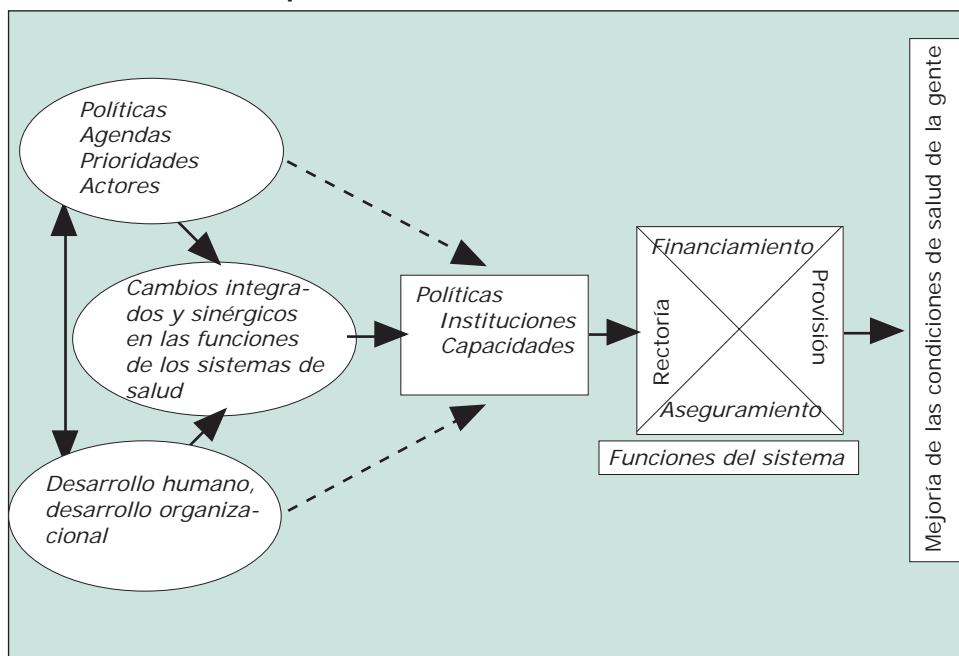 Políticas
Agendas
Prioridades
Actores
Cambios integra-
dos y sinérgicos
en las funciones
de los sistemas de
salud
Desarrollo humano,
desarrollo organiza-
cional
Políticas
Instituciones
Capacidades
Financiamiento
Rectoría
Provisión
Aseguramiento
Funciones del sistema
Mejoría de las condiciones de salud de la gente